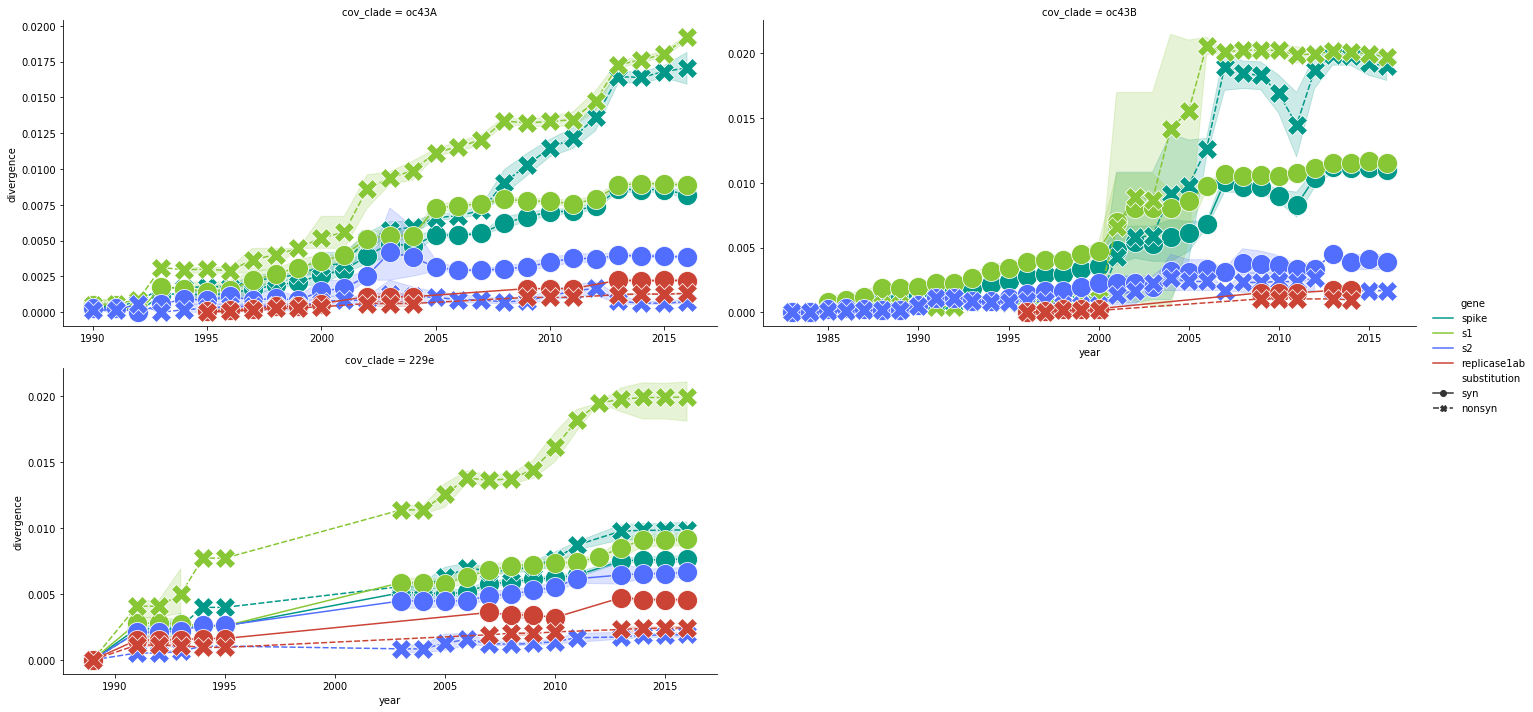 cov_clade = oc43A
divergence
0.0200
0.0175
0.0150
0.0125
0.0100
0.0075
0.0050
0.0025
0.0000
1990 1995 2000 2005 2010 2015
cov_clade = oc43B
0.020
0.015
0.010
0.005
0.000
1985 1990 1995 2000 2005 2010 2015
year
cov_clade = 229e
divergence
0.020
0.015
0.010
0.005
0.000
1990 1995 2000 2005 2010 2015
year
gene
spike
s1
s2
replicase1ab
substitution
syn
nonsyn